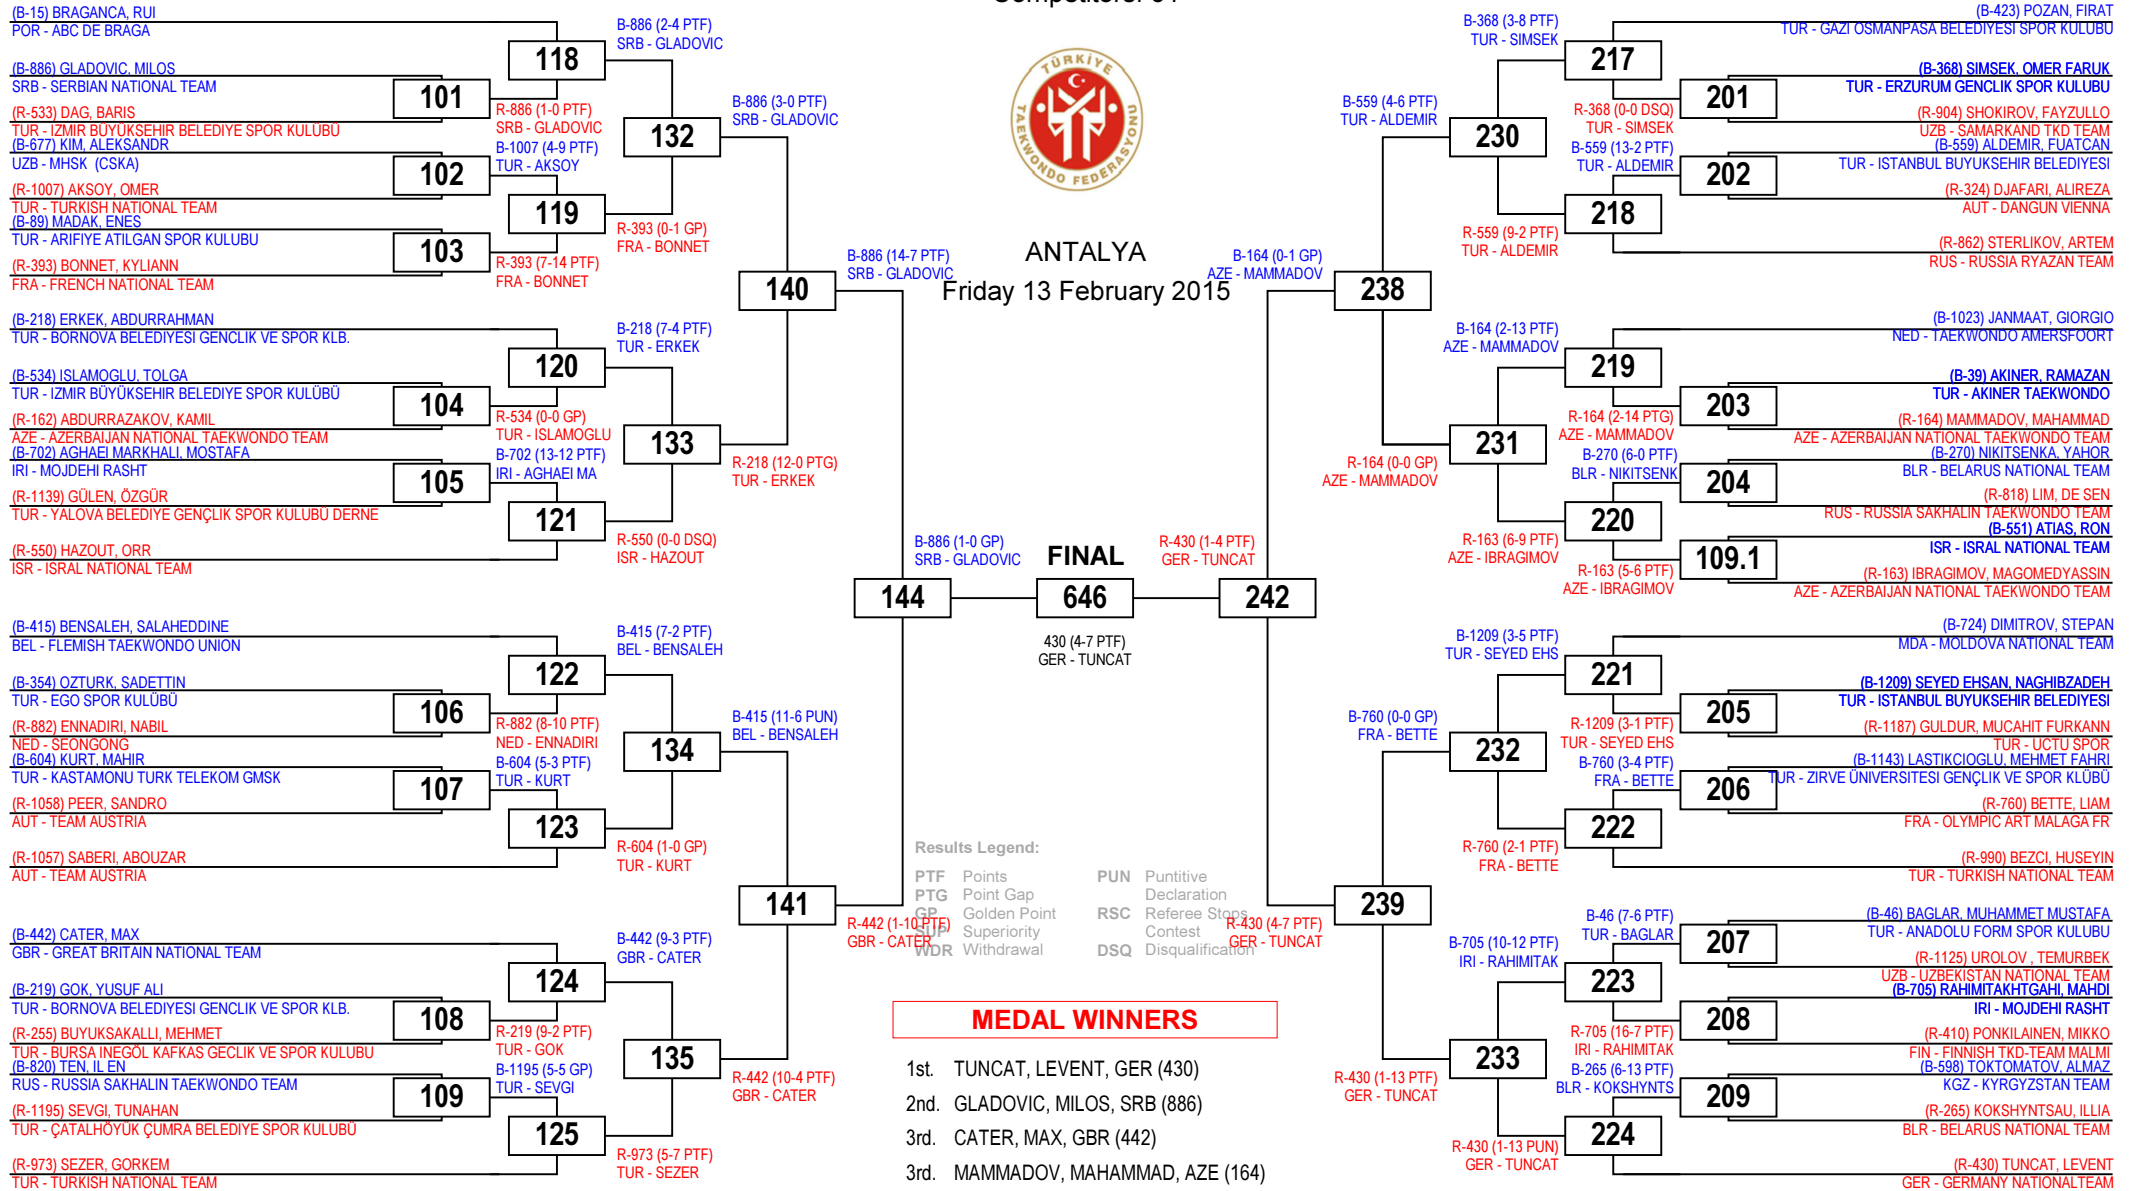 (B-15) BRAGANCA, RUI
POR - ABC DE BRAGA
(B-886) GLADOVIC, MILOS
SRB - SERBIAN NATIONAL TEAM
(R-533) DAG, BARIS
TUR - IZMIR BÜYÜKSEHIR BELEDIYE SPOR KULÜBÜ
(B-677) KIM, ALEKSANDR
UZB - MHSK (CSKA)
(R-1007) AKSOY, OMER
TUR - TURKISH NATIONAL TEAM
(B-89) MADAK, ENES
TUR - ARIFIYE ATILGAN SPOR KULUBU
(R-393) BONNET, KYLIANN
FRA - FRENCH NATIONAL TEAM
(B-218) ERKEK, ABDURRAHMAN
TUR - BORNOVA BELEDIYESI GENCLIK VE SPOR KLB.
(B-534) ISLAMOGLU, TOLGA
TUR - IZMIR BÜYÜKSEHIR BELEDIYE SPOR KULÜBÜ
(R-162) ABDURRAZAKOV, KAMIL
AZE - AZERBAIJAN NATIONAL TAEKWONDO TEAM
(B-702) AGHAEI MARKHALI, MOSTAFA
IRI - MOJDEHI RASHT
(R-1139) GÜLEN, ÖZGÜR
TUR - YALOVA BELEDIYE GENÇLIK SPOR KULUBÜ DERNE
(R-550) HAZOUT, ORR
ISR - ISRAL NATIONAL TEAM
(B-415) BENSALEH, SALAHEDDINE
BEL - FLEMISH TAEKWONDO UNION
(B-354) OZTURK, SADETTIN
TUR - EGO SPOR KULÜBÜ
(R-882) ENNADIRI, NABIL
NED - SEONGONG
(B-604) KURT, MAHIR
TUR - KASTAMONU TURK TELEKOM GMSK
(R-1058) PEER, SANDRO
AUT - TEAM AUSTRIA
(R-1057) SABERI, ABOUZAR
AUT - TEAM AUSTRIA
(B-442) CATER, MAX
GBR - GREAT BRITAIN NATIONAL TEAM
(B-219) GOK, YUSUF ALI
TUR - BORNOVA BELEDIYESI GENCLIK VE SPOR KLB.
(R-255) BUYUKSAKALLI, MEHMET
TUR - BURSA INEGÖL KAFKAS GECLIK VE SPOR KULUBU
(B-820) TEN, IL EN
RUS - RUSSIA SAKHALIN TAEKWONDO TEAM
(R-1195) SEVGI, TUNAHAN
TUR - ÇATALHÖYÜK ÇUMRA BELEDIYE SPOR KULUBÜ
(R-973) SEZER, GORKEM
TUR - TURKISH NATIONAL TEAM
101
102
103
104
105
106
107
108
109
R-886 (1-0 PTF)
SRB - GLADOVIC
B-1007 (4-9 PTF)
TUR - AKSOY
R-393 (7-14 PTF)
FRA - BONNET
R-534 (0-0 GP)
TUR - ISLAMOGLU
B-702 (13-12 PTF)
IRI - AGHAEI MA
R-882 (8-10 PTF)
NED - ENNADIRI
B-604 (5-3 PTF)
TUR - KURT
R-219 (9-2 PTF)
TUR - GOK
B-1195 (5-5 GP)
TUR - SEVGI
118
119
120
121
122
123
124
125
B-886 (2-4 PTF)
SRB - GLADOVIC
R-393 (0-1 GP)
FRA - BONNET
B-218 (7-4 PTF)
TUR - ERKEK
R-550 (0-0 DSQ)
ISR - HAZOUT
B-415 (7-2 PTF)
BEL - BENSALEH
R-604 (1-0 GP)
TUR - KURT
B-442 (9-3 PTF)
GBR - CATER
R-973 (5-7 PTF)
TUR - SEZER
132
133
134
135
B-886 (3-0 PTF)
SRB - GLADOVIC
R-218 (12-0 PTG)
TUR - ERKEK
B-415 (11-6 PUN)
BEL - BENSALEH
R-442 (10-4 PTF)
GBR - CATER
140
141
B-886 (14-7 PTF)
SRB - GLADOVIC
R-442 (1-10 PTF)
GBR - CATER
144
B-886 (1-0 GP)
SRB - GLADOVIC
TÜRKİYE
TAEKWONDO FEDERASYONU
ANTALYA
Friday 13 February 2015
FINAL
646
430 (4-7 PTF)
GER - TUNCAT
Results Legend:
PTF Points
PTG Point Gap
GP Golden Point
SUP Superiority
WDR Withdrawal
PUN Puntitive
Declaration
RSC Referee Stops
Contest
DSQ Disqualification
MEDAL WINNERS
1st. TUNCAT, LEVENT, GER (430)
2nd. GLADOVIC, MILOS, SRB (886)
3rd. CATER, MAX, GBR (442)
3rd. MAMMADOV, MAHAMMAD, AZE (164)
R-430 (1-4 PTF)
GER - TUNCAT
242
B-164 (0-1 GP)
AZE - MAMMADOV
R-430 (4-7 PTF)
GER - TUNCAT
238
239
B-559 (4-6 PTF)
TUR - ALDEMIR
R-164 (0-0 GP)
AZE - MAMMADOV
B-760 (0-0 GP)
FRA - BETTE
R-430 (1-13 PTF)
GER - TUNCAT
230
231
232
233
B-368 (3-8 PTF)
TUR - SIMSEK
R-559 (9-2 PTF)
TUR - ALDEMIR
B-164 (2-13 PTF)
AZE - MAMMADOV
R-163 (6-9 PTF)
AZE - IBRAGIMOV
B-1209 (3-5 PTF)
TUR - SEYED EHS
R-760 (2-1 PTF)
FRA - BETTE
B-705 (10-12 PTF)
IRI - RAHIMITAK
R-430 (1-13 PUN)
GER - TUNCAT
217
218
219
220
221
222
223
224
R-368 (0-0 DSQ)
TUR - SIMSEK
B-559 (13-2 PTF)
TUR - ALDEMIR
R-164 (2-14 PTG)
AZE - MAMMADOV
B-270 (6-0 PTF)
BLR - NIKITSENK
R-163 (5-6 PTF)
AZE - IBRAGIMOV
R-1209 (3-1 PTF)
TUR - SEYED EHS
B-760 (3-4 PTF)
FRA - BETTE
B-46 (7-6 PTF)
TUR - BAGLAR
R-705 (16-7 PTF)
IRI - RAHIMITAK
B-265 (6-13 PTF)
BLR - KOKSHYNTS
201
202
203
204
109.1
205
206
207
208
209
(B-423) POZAN, FIRAT
TUR - GAZI OSMANPASA BELEDIYESI SPOR KULUBÜ
(B-368) SIMSEK, OMER FARUK
TUR - ERZURUM GENCLIK SPOR KULUBU
(R-904) SHOKIROV, FAYZULLO
UZB - SAMARKAND TKD TEAM
(B-559) ALDEMIR, FUATCAN
TUR - ISTANBUL BUYUKSEHIR BELEDIYESI
(R-324) DJAFARI, ALIREZA
AUT - DANGUN VIENNA
(R-862) STERLIKOV, ARTEM
RUS - RUSSIA RYAZAN TEAM
(B-1023) JANMAAT, GIORGIO
NED - TAEKWONDO AMERSFOORT
(B-39) AKINER, RAMAZAN
TUR - AKINER TAEKWONDO
(R-164) MAMMADOV, MAHAMMAD
AZE - AZERBAIJAN NATIONAL TAEKWONDO TEAM
(B-270) NIKITSENKA, YAHOR
BLR - BELARUS NATIONAL TEAM
(R-818) LIM, DE SEN
RUS - RUSSIA SAKHALIN TAEKWONDO TEAM
(B-551) ATIAS, RON
ISR - ISRAL NATIONAL TEAM
(R-163) IBRAGIMOV, MAGOMEDYASSIN
AZE - AZERBAIJAN NATIONAL TAEKWONDO TEAM
(B-724) DIMITROV, STEPAN
MDA - MOLDOVA NATIONAL TEAM
(B-1209) SEYED EHSAN, NAGHIBZADEH
TUR - ISTANBUL BUYUKSEHIR BELEDIYESI
(R-1187) GULDUR, MUCAHIT FURKANN
TUR - UCTU SPOR
(B-1143) LASTIKCIOGLU, MEHMET FAHRI
TUR - ZIRVE ÜNIVERSITESI GENÇLIK VE SPOR KLÜBÜ
(R-760) BETTE, LIAM
FRA - OLYMPIC ART MALAGA FR
(R-990) BEZCI, HUSEYIN
TUR - TURKISH NATIONAL TEAM
(B-46) BAGLAR, MUHAMMET MUSTAFA
TUR - ANADOLU FORM SPOR KULUBU
(R-1125) UROLOV , TEMURBEK
UZB - UZBEKISTAN NATIONAL TEAM
(B-705) RAHIMITAKHTGAHI, MAHDI
IRI - MOJDEHI RASHT
(R-410) PONKILAINEN, MIKKO
FIN - FINNISH TKD-TEAM MALMI
(B-598) TOKTOMATOV, ALMAZ
KGZ - KYRGYZSTAN TEAM
(R-265) KOKSHYNTSAU, ILLIA
BLR - BELARUS NATIONAL TEAM
(R-430) TUNCAT, LEVENT
GER - GERMANY NATIONALTEAM